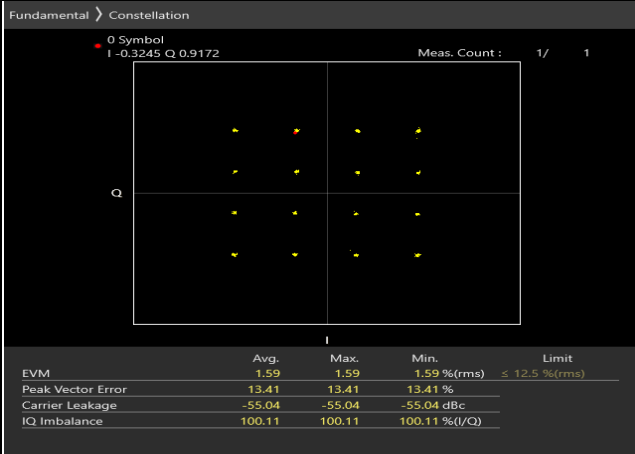 Fundamental 〉 Constellation
0 Symbol
I -0.3245 Q 0.9172 Meas. Count : 1/ 1
Q
I
Avg. Max. Min. Limit
EVM 1.59 1.59 1.59 %(rms) ≤ 12.5 %(rms)
Peak Vector Error 13.41 13.41 13.41 %
Carrier Leakage -55.04 -55.04 -55.04 dBc
IQ Imbalance 100.11 100.11 100.11 %(I/Q)